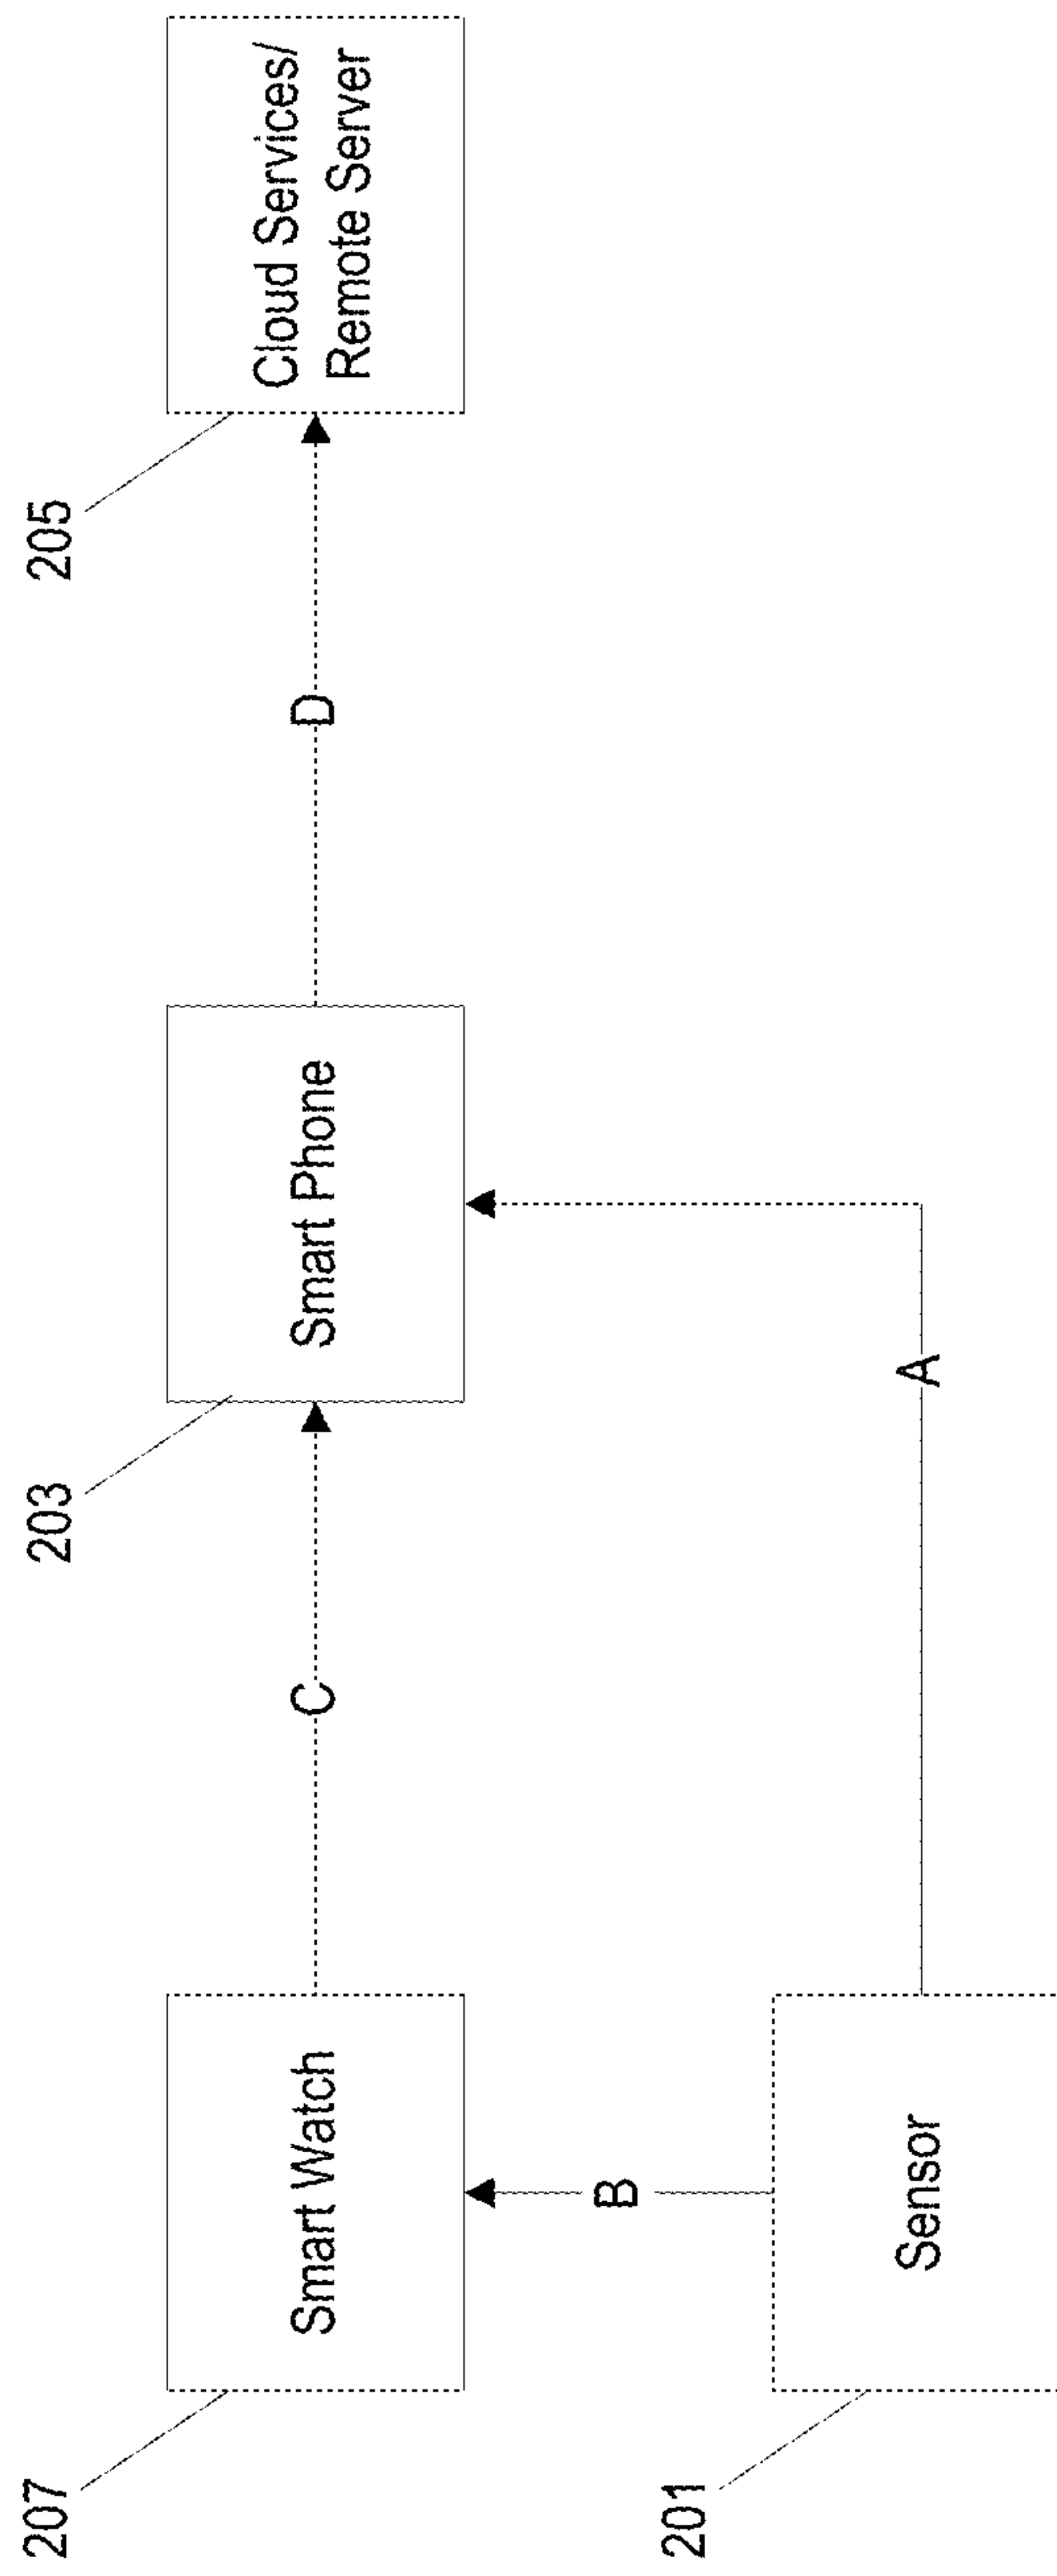 207
Smart Watch
C
203
Smart Phone
D
205
Cloud Services/
Remote Server
B
201
Sensor
A